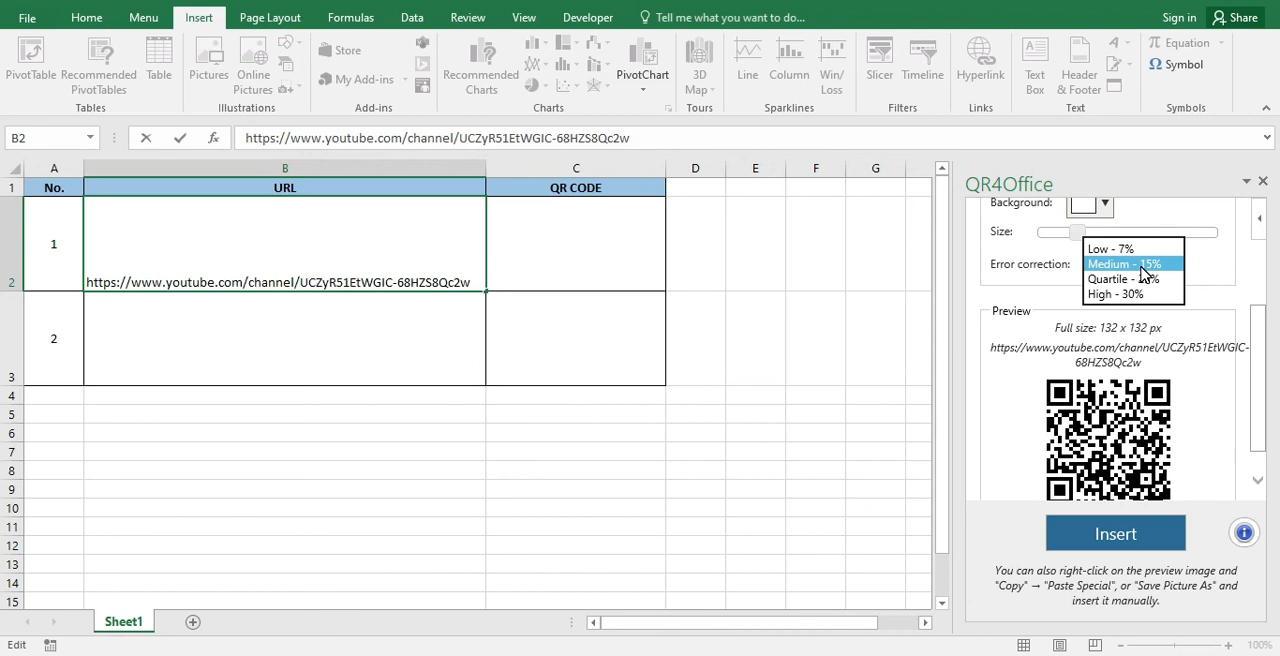 File Home Menu Insert Page Layout Formulas Data Review View Developer Tell me what you want to do... Sign in Share
PivotTable Recommended PivotTables Table Pictures Online Pictures Store My Add-ins Recommended Charts PivotChart 3D Map Line Column Win/ Loss Slicer Timeline Hyperlink Text Box Header & Footer Equation Symbol
Tables Illustrations Add-ins Charts Tours Sparklines Filters Links Text Symbols
B2 fx https://www.youtube.com/channel/UCZyR51EtWGIC-68HZS8Qc2w
A B C D E F G
1 No. URL QR CODE
2 1 https://www.youtube.com/channel/UCZyR51EtWGIC-68HZS8Qc2w
3 2
4
5
6
7
8
9
10
11
12
13
14
15
QR4Office
Background:
Size:
Error correction:
Low - 7%
Medium - 15%
Quartile -
High - 30%
Preview
Full size: 132 x 132 px
https://www.youtube.com/channel/UCZyR51EtWGIC-
68HZS8Qc2w
Insert
You can also right-click on the preview image and
"Copy" → "Paste Special", or "Save Picture As" and
insert it manually.
Sheet1
Edit 100%